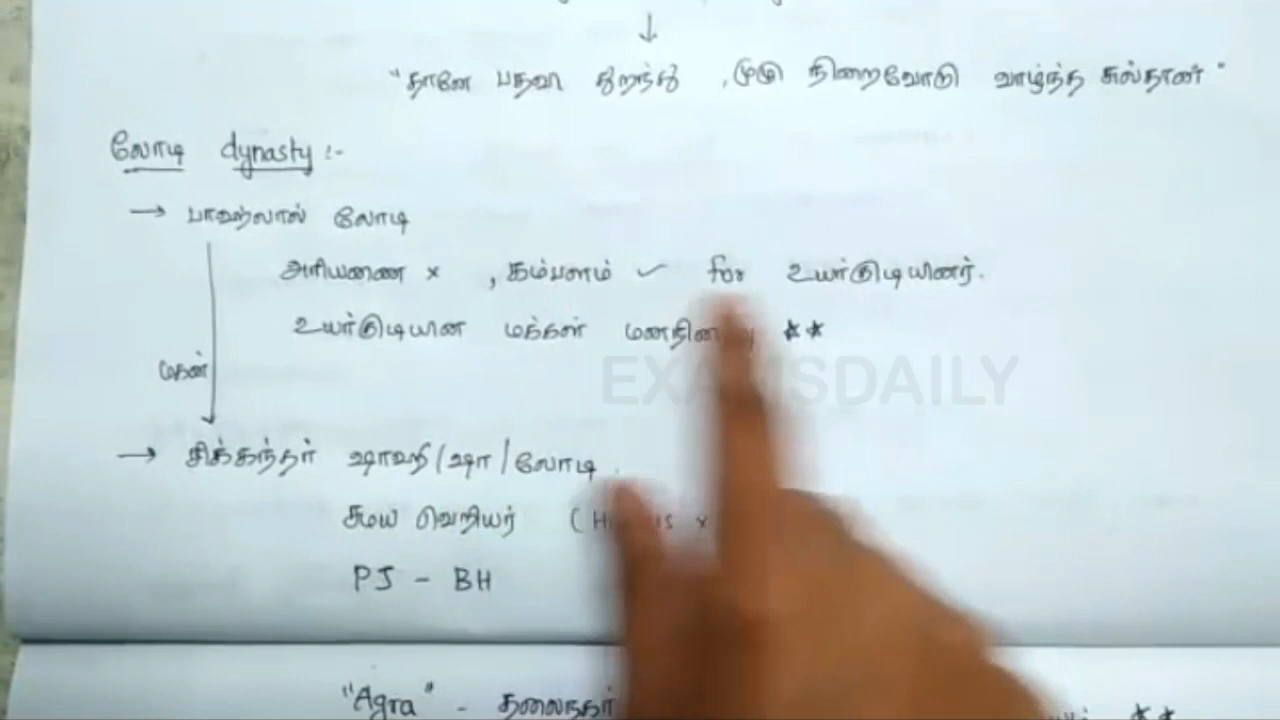 "தானே பதவி துறந்து , முழு நிறைவோடு வாழ்ந்த சுல்தான்"
லோடி dynasty :-
→ பாஹ்லால் லோடி
அரியணை × , கம்பளம் ✓ for உயர்குடியினர்.
உயர்குடியின மக்கள்
மகன்
EXAMSDAILY
→ சிக்கந்தர் ஷாஹி / ஷா / லோடி
சமய வெறியர்
PJ - BH
"Agra" - தலைநகர்